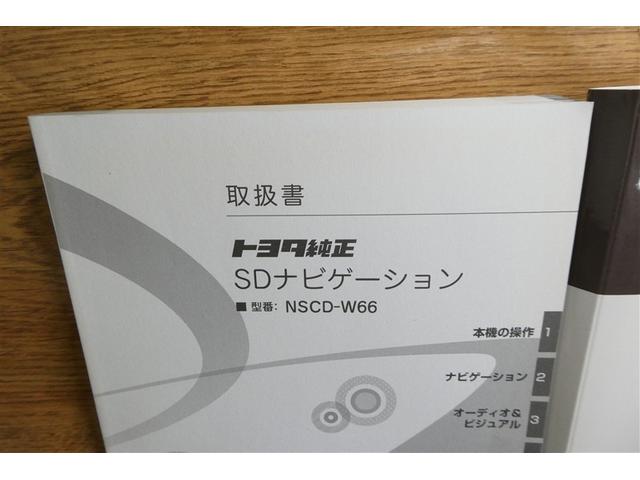 取扱書
トヨタ純正
SDナビゲーション
■ 型番: NSCD-W66
本機の操作 1
ナビゲーション 2
オーディオ&
ビジュアル 3